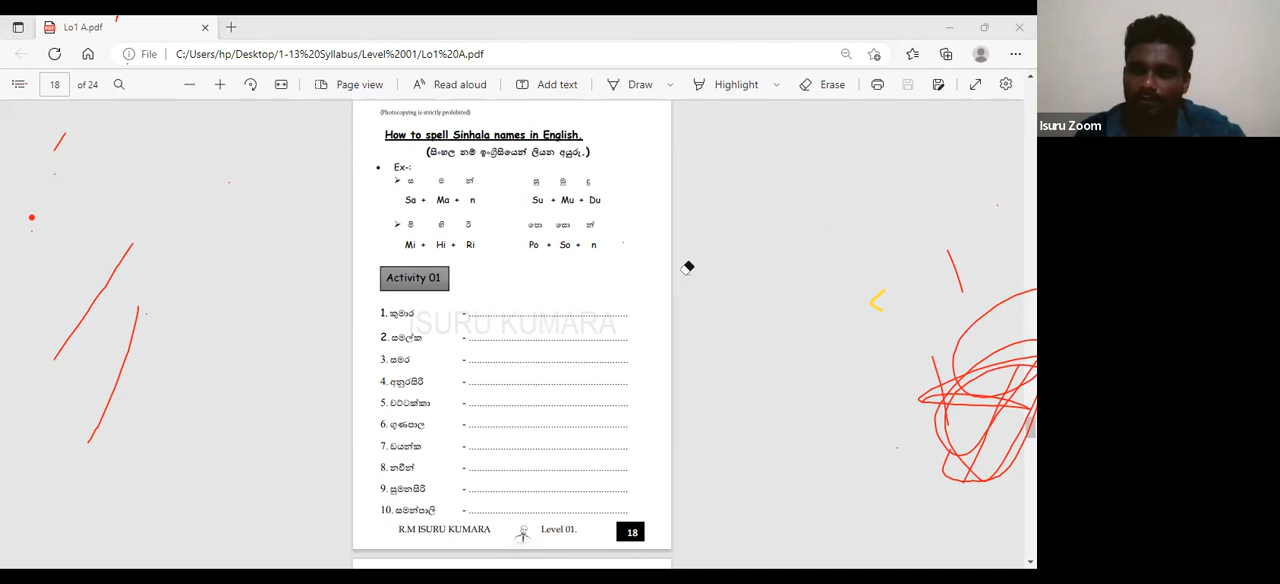 Lo1 A.pdf
File C:/Users/hp/Desktop/1-13%20Syllabus/Level%2001/Lo1%20A.pdf
18 of 24 Page view Read aloud Add text Draw Highlight Erase
Isuru Zoom
(Photocopying is strictly prohibited)
How to spell Sinhala names in English.
(සිංහල නම් ඉංග්‍රීසියෙන් ලියන අයුරු.)
• Ex-:
➢ ස ම න් සු මු දු
Sa + Ma + n Su + Mu + Du
➢ මි හි රි පො සො න්
Mi + Hi + Ri Po + So + n
Activity 01
ISURU KUMARA
1. කුමාර - ........................................................
2. සමල්ක - ........................................................
3. සමර - ........................................................
4. අනුරසිරි - ........................................................
5. චට්ටක්කා - ........................................................
6. ගුණපාල - ........................................................
7. ඩයන්ක - ........................................................
8. නවීන් - ........................................................
9. සුමනසිරි - ........................................................
10. සමන්පාලි - ........................................................
R.M ISURU KUMARA Level 01. 18